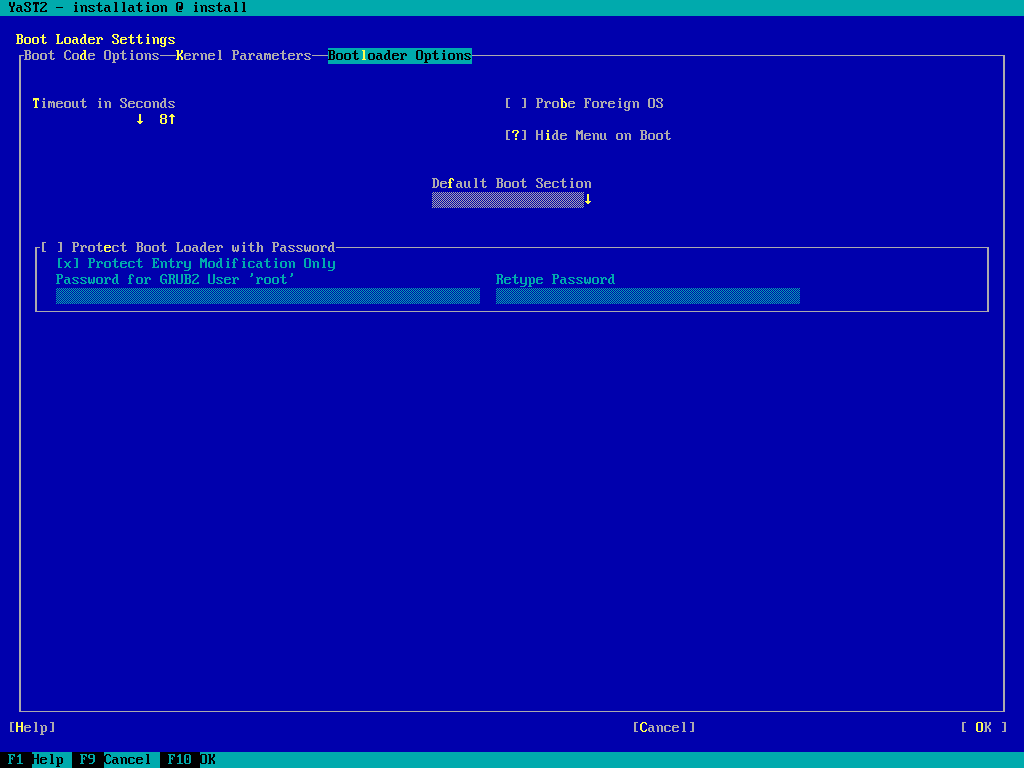 YaST2 - installation @ install
Boot Loader Settings
Boot Code Options Kernel Parameters Bootloader Options
Timeout in Seconds [ ] Probe Foreign OS
↓ 8↑
[?] Hide Menu on Boot
Default Boot Section
↓
[ ] Protect Boot Loader with Password
[x] Protect Entry Modification Only
Password for GRUB2 User 'root' Retype Password
[Help] [Cancel] [ OK ]
F1 Help F9 Cancel F10 OK